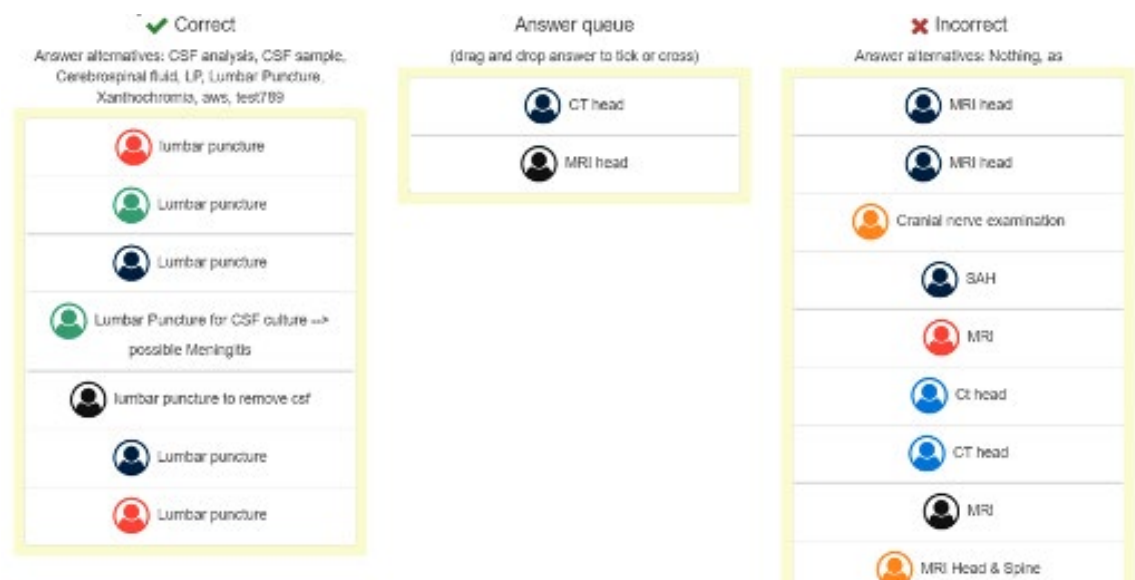 Correct
Answer alternatives: CSF analysis, CSF sample,
Cerebrospinal fluid, LP, Lumbar Puncture,
Xanthochromia, aws, test789
lumbar puncture
Lumbar puncture
Lumbar puncture
Lumbar Puncture for CSF culture -->
possible Meningitis
lumbar puncture to remove csf
Lumbar puncture
Lumbar puncture
Answer queue
(drag and drop answer to tick or cross)
CT head
MRI head
Incorrect
Answer alternatives: Nothing, as
MRI head
MRI head
Cranial nerve examination
SAH
MRI
Ct head
CT head
MRI
MRI Head & Spine